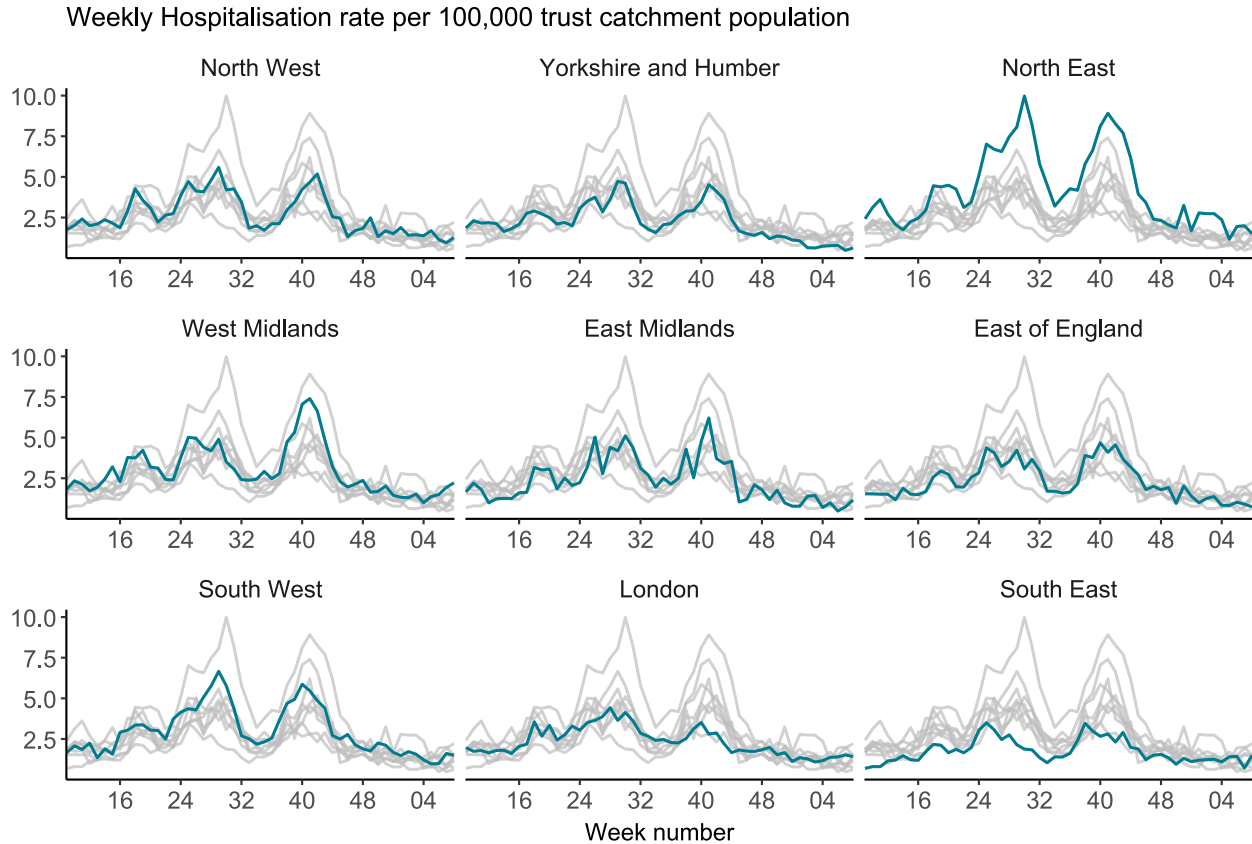 Weekly Hospitalisation rate per 100,000 trust catchment population
North West Yorkshire and Humber North East
10.0
7.5
5.0
2.5
16 24 32 40 48 04 16 24 32 40 48 04 16 24 32 40 48 04
West Midlands East Midlands East of England
10.0
7.5
5.0
2.5
16 24 32 40 48 04 16 24 32 40 48 04 16 24 32 40 48 04
South West London South East
10.0
7.5
5.0
2.5
16 24 32 40 48 04 16 24 32 40 48 04 16 24 32 40 48 04
Week number